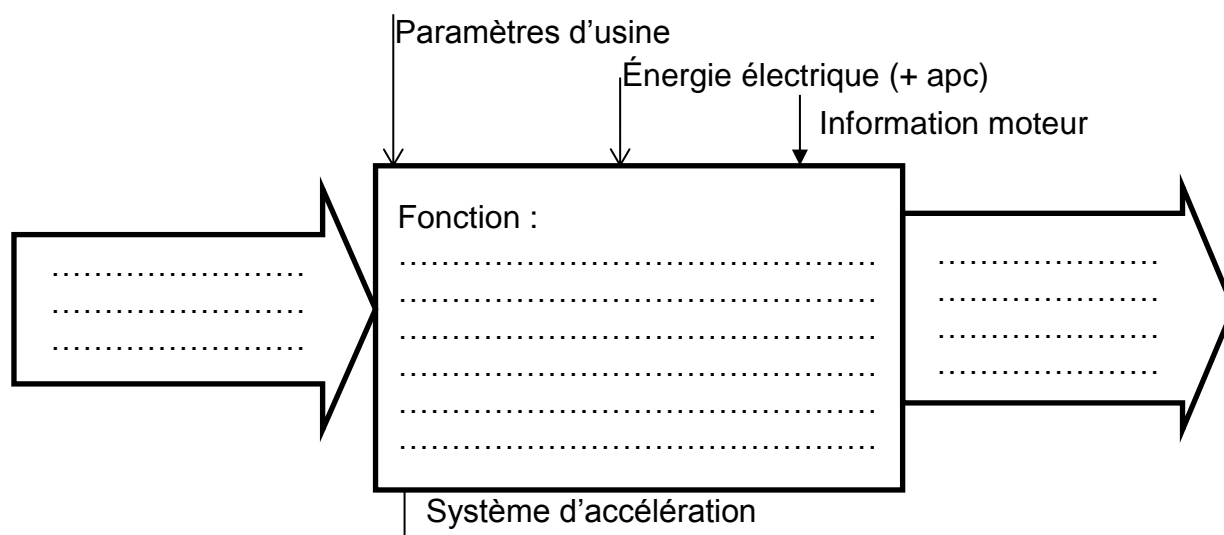 Paramètres d’usine
Énergie électrique (+ apc)
Information moteur
Fonction :
Système d’accélération